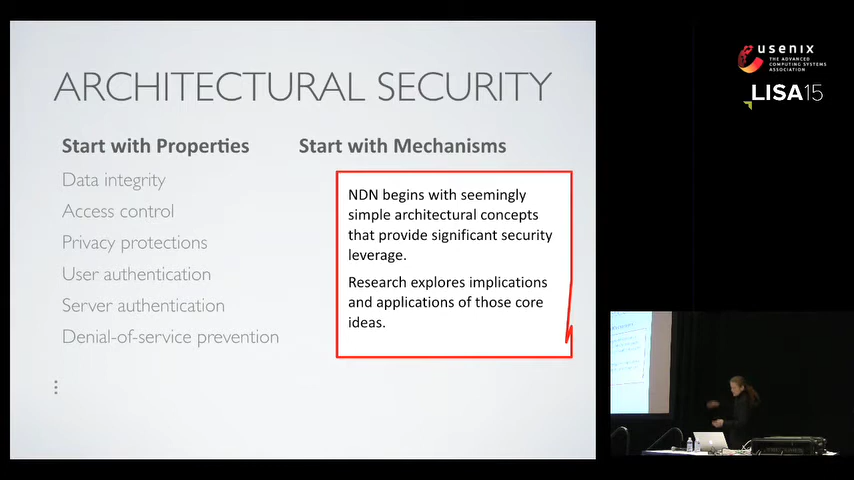 ARCHITECTURAL SECURITY
Start with Properties
Data integrity
Access control
Privacy protections
User authentication
Server authentication
Denial-of-service prevention
Start with Mechanisms
NDN begins with seemingly
simple architectural concepts
that provide significant security
leverage.
Research explores implications
and applications of those core
ideas.
usenix
THE ADVANCED
COMPUTING SYSTEMS
ASSOCIATION
LISA15